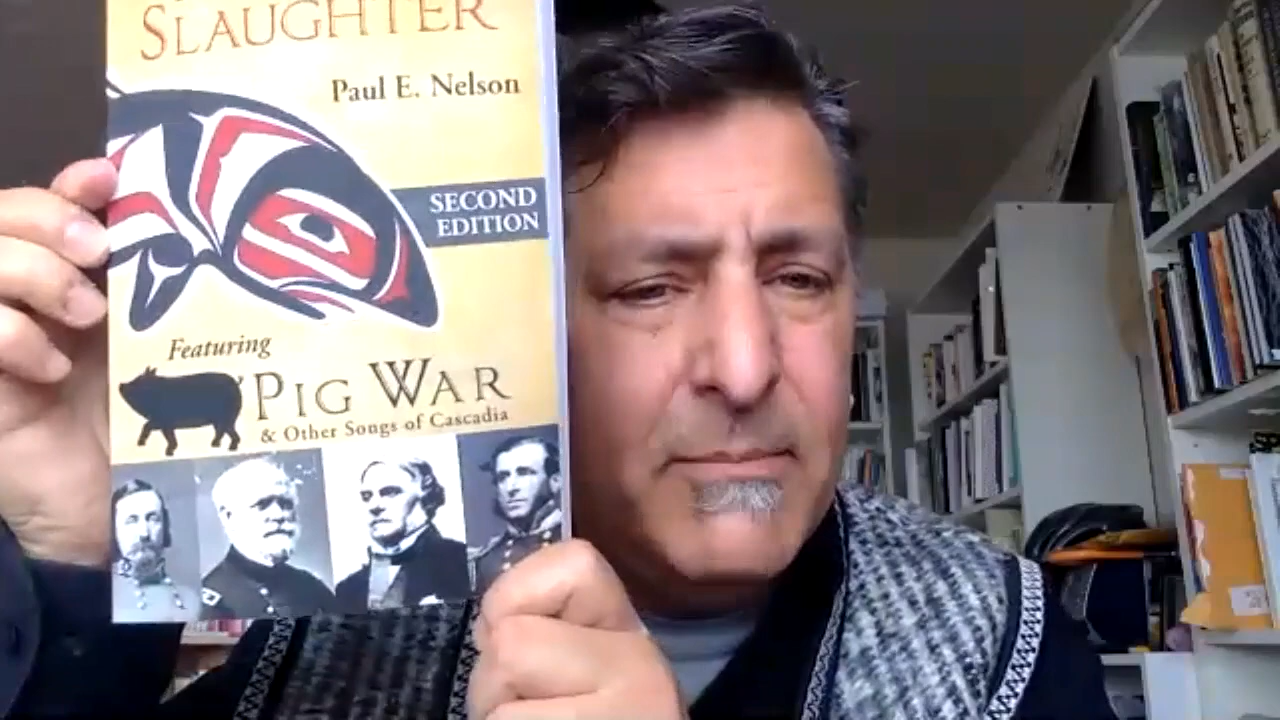 SLAUGHTER
Paul E. Nelson
SECOND
EDITION
Featuring
PIG WAR
& Other Songs of Cascadia